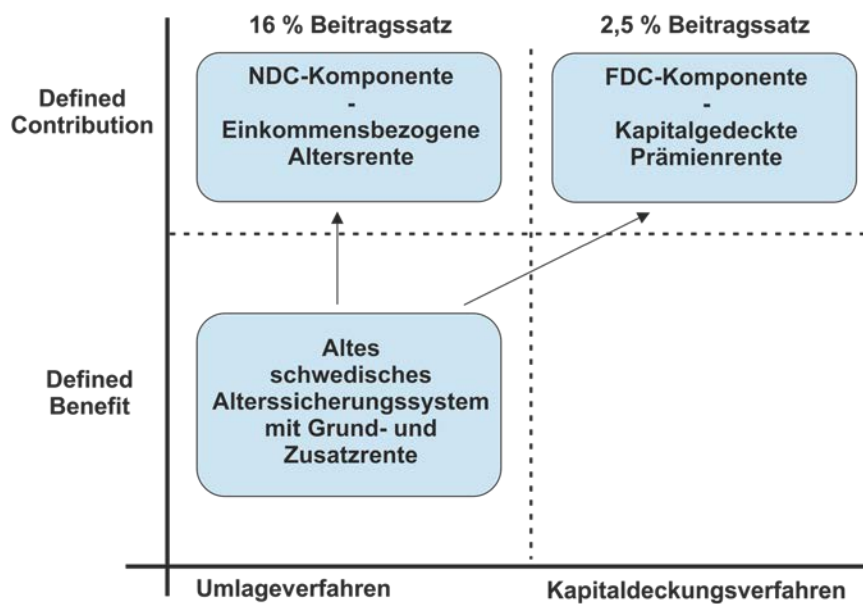 16 % Beitragssatz
2,5 % Beitragssatz
Defined
Contribution
NDC-Komponente
-
Einkommensbezogene
Altersrente
FDC-Komponente
-
Kapitalgedeckte
Prämienrente
Defined
Benefit
Altes
schwedisches
Alterssicherungssystem
mit Grund- und
Zusatzrente
Umlageverfahren
Kapitaldeckungsverfahren